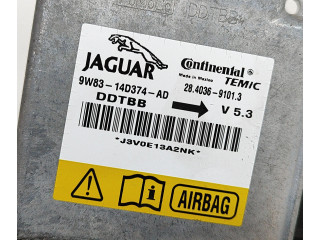 JAGUAR
Continental
TEMIC
Made in Mexico
9W83-14D374-AD
28.4036-9101.3
DDTBB
V 5.3
*J3V0E13A2NK*
AIRBAG